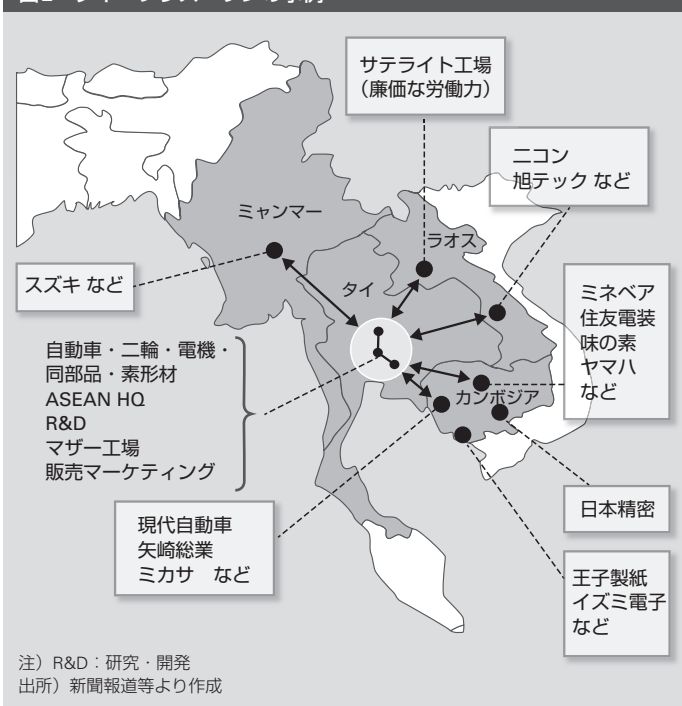 サテライト工場
（廉価な労働力）
ニコン
旭テック など
ミャンマー
ラオス
タイ
スズキ など
ミネベア
住友電装
味の素
ヤマハ
など
自動車・二輪・電機・
同部品・素形材
ASEAN HQ
R&D
マザー工場
販売マーケティング
カンボジア
現代自動車
矢崎総業
ミカサ　など
日本精密
王子製紙
イズミ電子
など
注）R&D：研究・開発
出所）新聞報道等より作成